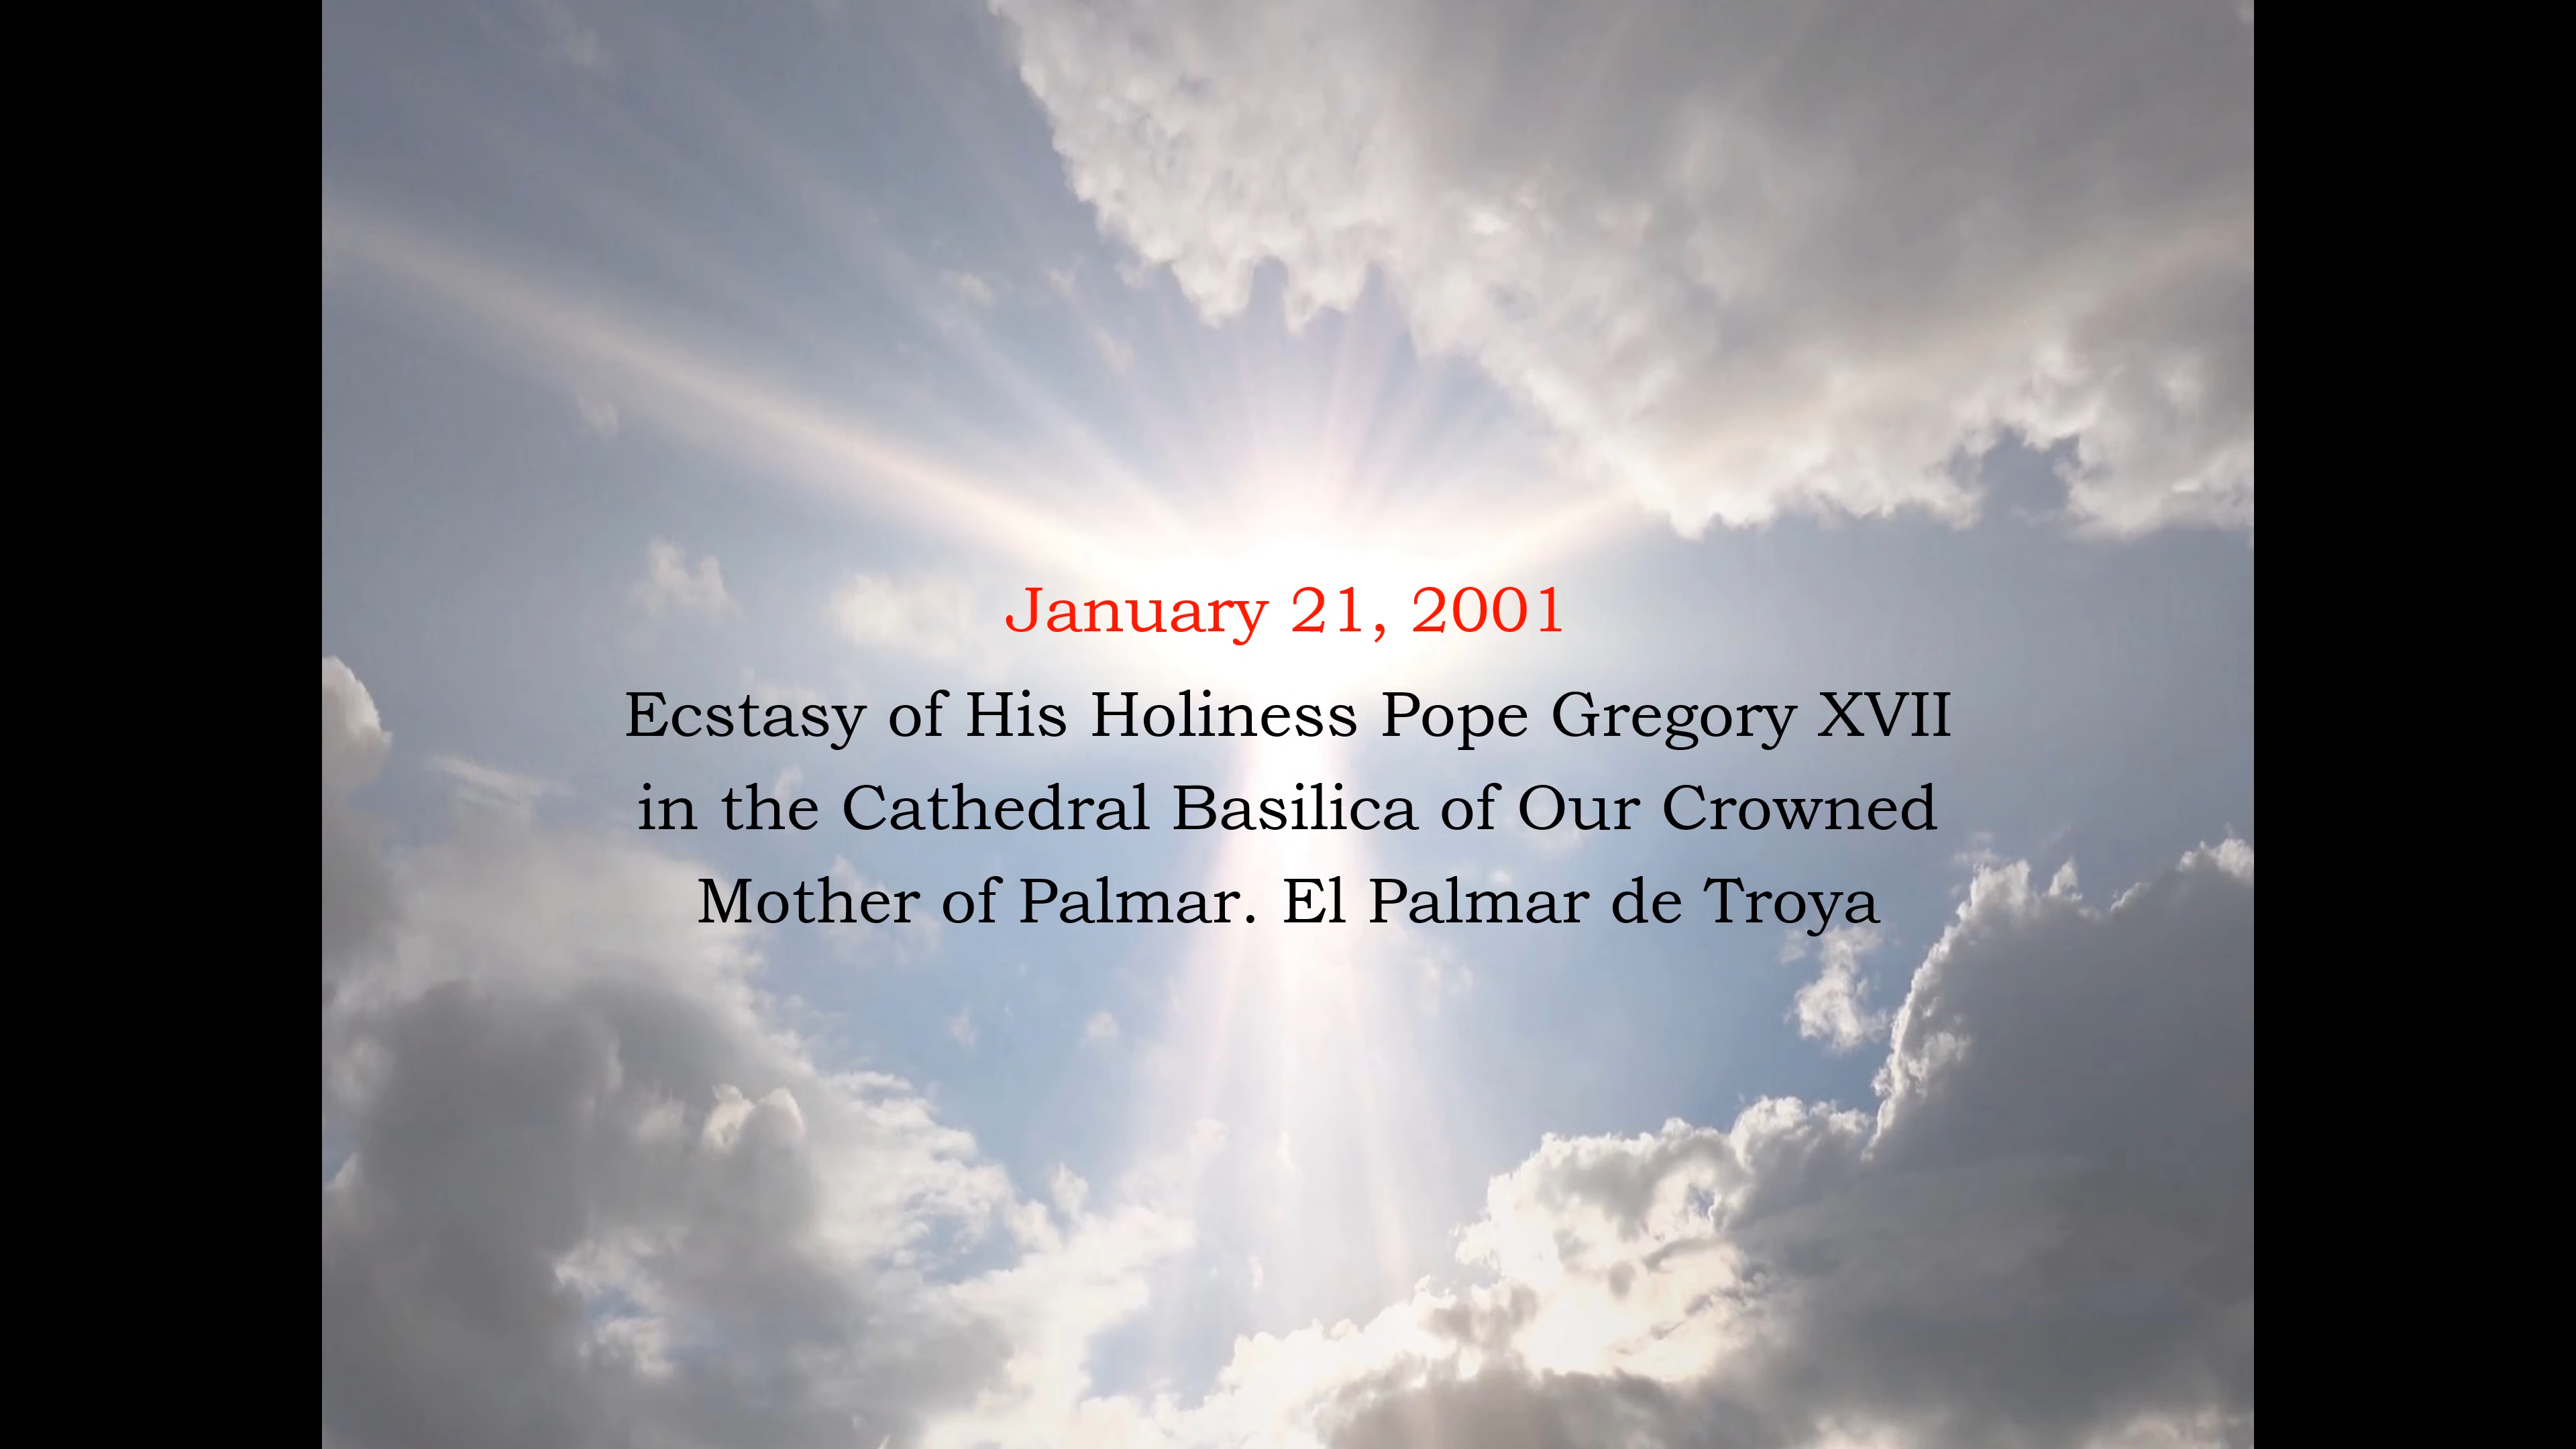 January 21, 2001
Ecstasy of His Holiness Pope Gregory XVII
in the Cathedral Basilica of Our Crowned
Mother of Palmar. El Palmar de Troya